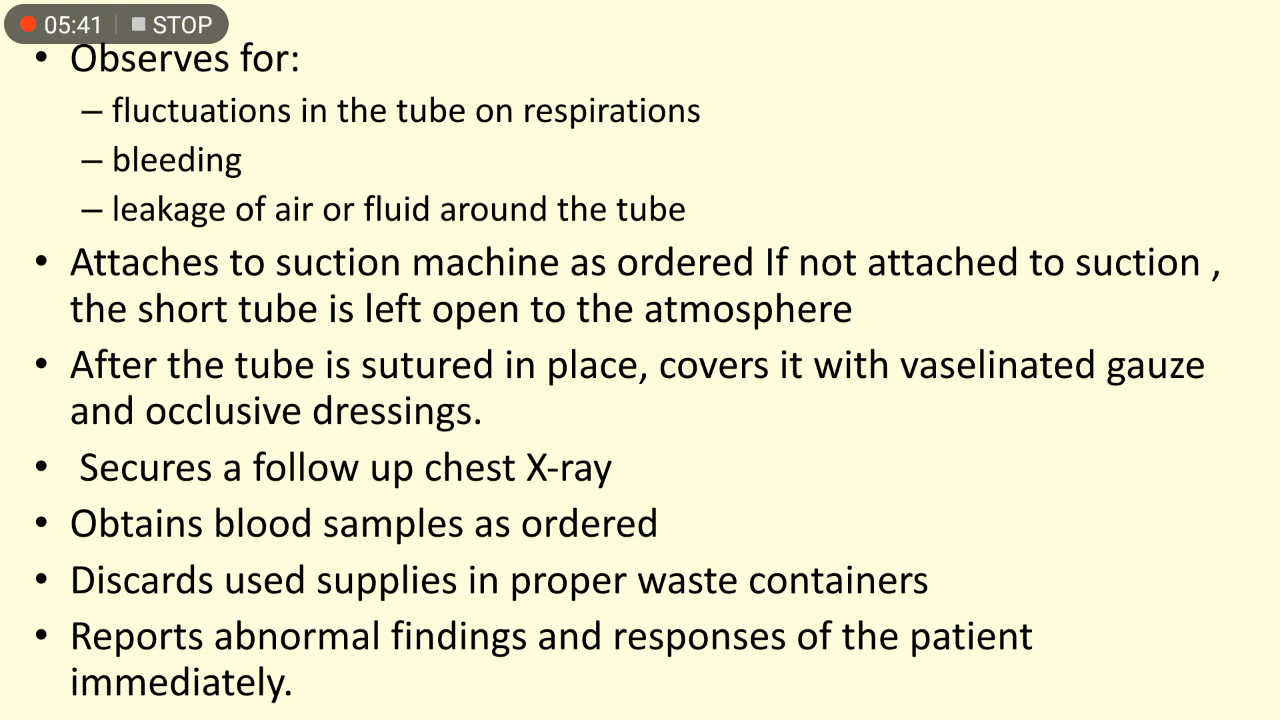 05:41 STOP
• Observes for:
– fluctuations in the tube on respirations
– bleeding
– leakage of air or fluid around the tube
• Attaches to suction machine as ordered If not attached to suction ,
the short tube is left open to the atmosphere
• After the tube is sutured in place, covers it with vaselinated gauze
and occlusive dressings.
• Secures a follow up chest X-ray
• Obtains blood samples as ordered
• Discards used supplies in proper waste containers
• Reports abnormal findings and responses of the patient
immediately.